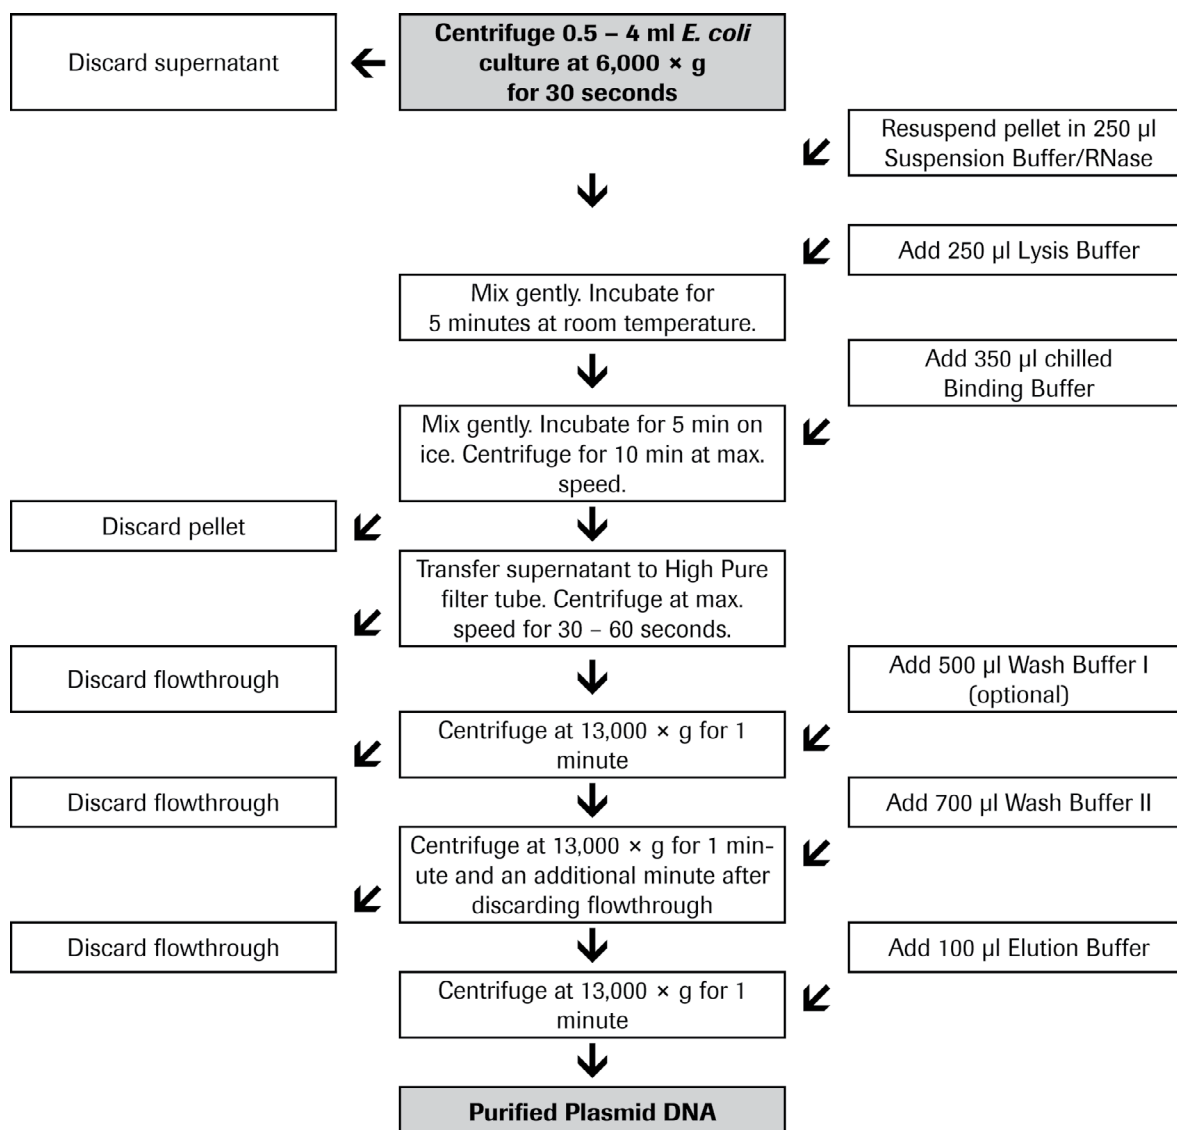 Discard supernatant
Centrifuge 0.5 – 4 ml E. coli
culture at 6,000 × g
for 30 seconds
Resuspend pellet in 250 µl
Suspension Buffer/RNase
Add 250 µl Lysis Buffer
Mix gently. Incubate for
5 minutes at room temperature.
Add 350 µl chilled
Binding Buffer
Mix gently. Incubate for 5 min on
ice. Centrifuge for 10 min at max.
speed.
Discard pellet
Transfer supernatant to High Pure
filter tube. Centrifuge at max.
speed for 30 – 60 seconds.
Discard flowthrough
Add 500 µl Wash Buffer I
(optional)
Centrifuge at 13,000 × g for 1
minute
Discard flowthrough
Add 700 µl Wash Buffer II
Centrifuge at 13,000 × g for 1 min-
ute and an additional minute after
discarding flowthrough
Discard flowthrough
Add 100 µl Elution Buffer
Centrifuge at 13,000 × g for 1
minute
Purified Plasmid DNA